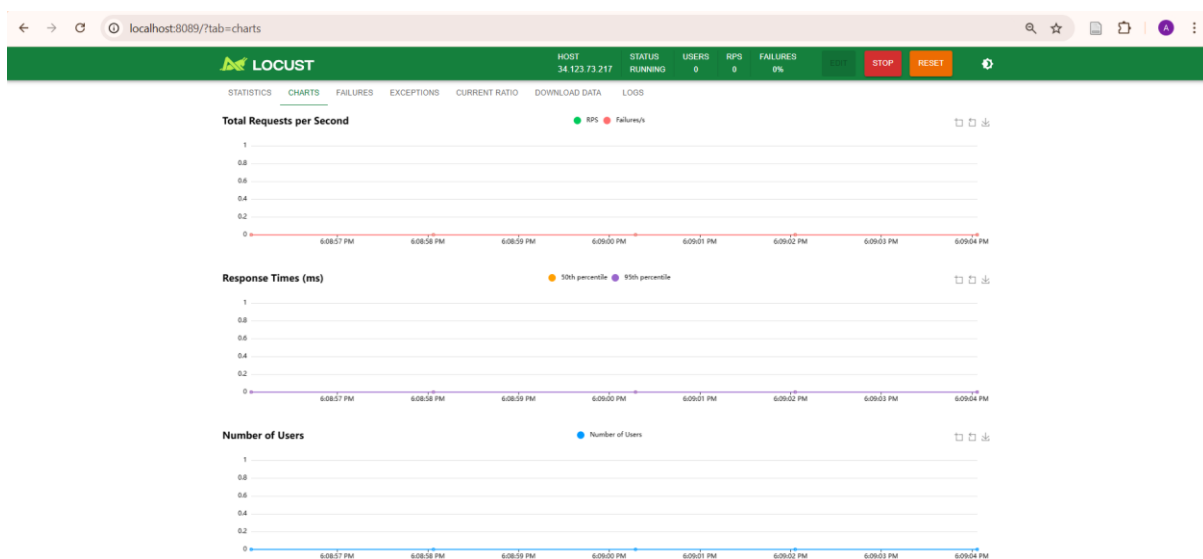 localhost:8089/?tab=charts
A
LOCUST
HOST STATUS USERS RPS FAILURES
34.123.73.217 RUNNING 0 0 0%
EDIT STOP RESET
STATISTICS CHARTS FAILURES EXCEPTIONS CURRENT RATIO DOWNLOAD DATA LOGS
Total Requests per Second RPS Failures/s
1
0.8
0.6
0.4
0.2
0
6:08:57 PM 6:08:58 PM 6:08:59 PM 6:09:00 PM 6:09:01 PM 6:09:02 PM 6:09:03 PM 6:09:04 PM
Response Times (ms) 50th percentile 95th percentile
1
0.8
0.6
0.4
0.2
0
6:08:57 PM 6:08:58 PM 6:08:59 PM 6:09:00 PM 6:09:01 PM 6:09:02 PM 6:09:03 PM 6:09:04 PM
Number of Users Number of Users
1
0.8
0.6
0.4
0.2
0
6:08:57 PM 6:08:58 PM 6:08:59 PM 6:09:00 PM 6:09:01 PM 6:09:02 PM 6:09:03 PM 6:09:04 PM